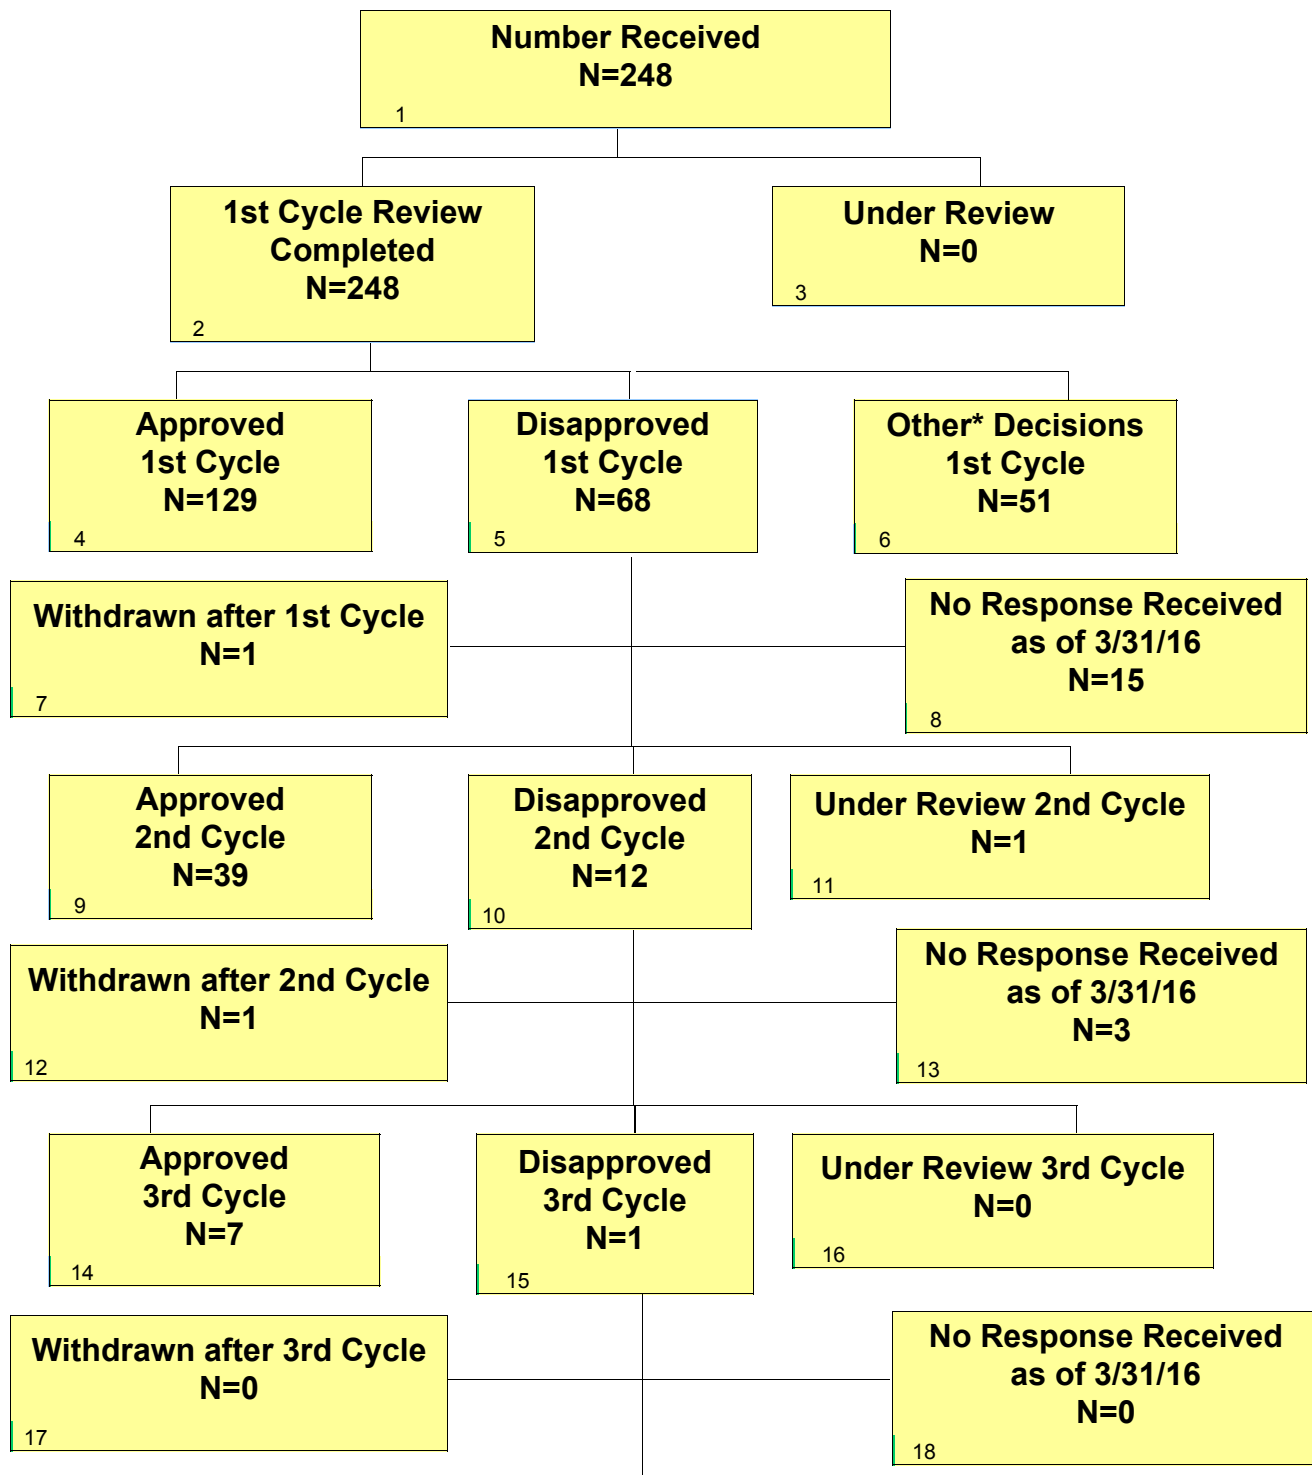 Number Received
N=248
1
1st Cycle Review
Completed
N=248
2
Under Review
N=0
3
Approved
1st Cycle
N=129
4
Disapproved
1st Cycle
N=68
5
Other* Decisions
1st Cycle
N=51
6
Withdrawn after 1st Cycle
N=1
7
No Response Received
as of 3/31/16
N=15
8
Approved
2nd Cycle
N=39
9
Disapproved
2nd Cycle
N=12
10
Under Review 2nd Cycle
N=1
11
Withdrawn after 2nd Cycle
N=1
12
No Response Received
as of 3/31/16
N=3
13
Approved
3rd Cycle
N=7
14
Disapproved
3rd Cycle
N=1
15
Under Review 3rd Cycle
N=0
16
Withdrawn after 3rd Cycle
N=0
17
No Response Received
as of 3/31/16
N=0
18